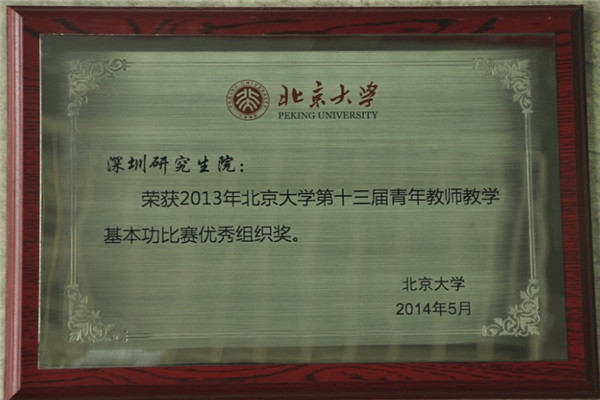 北京大学
PEKING UNIVERSITY
深圳研究生院：
荣获2013年北京大学第十三届青年教师教学
基本功比赛优秀组织奖。
北京大学
2014年5月